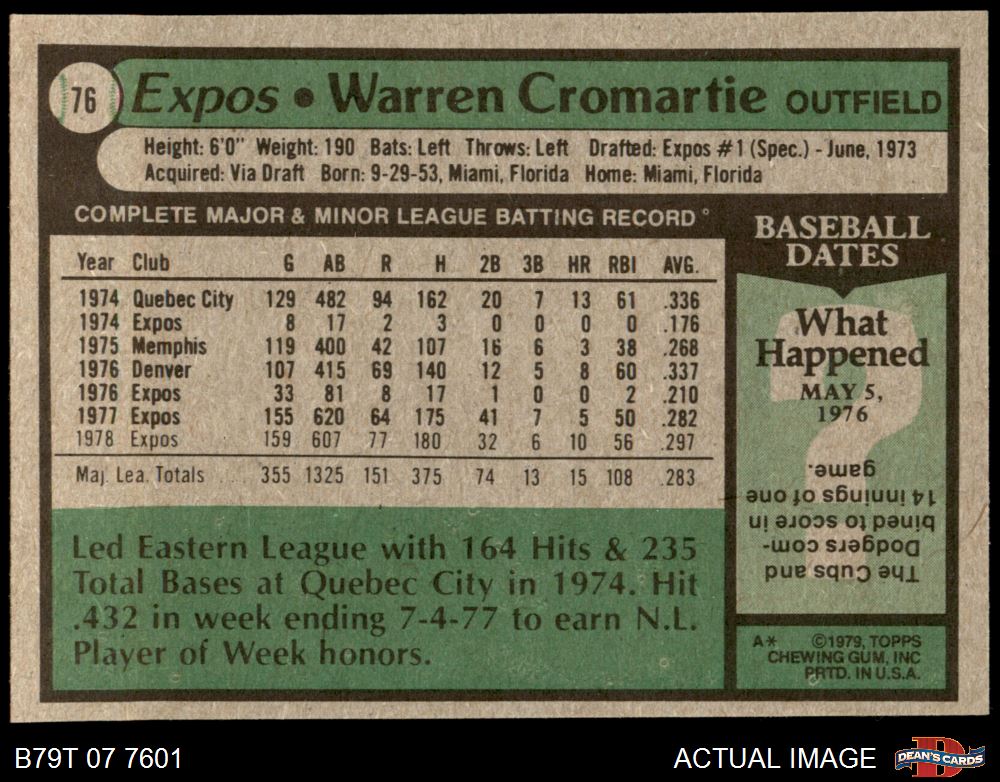 76 Expos • Warren Cromartie OUTFIELD
Height: 6'0" Weight: 190 Bats: Left Throws: Left Drafted: Expos #1 (Spec.) - June, 1973
Acquired: Via Draft Born: 9-29-53, Miami, Florida Home: Miami, Florida
COMPLETE MAJOR & MINOR LEAGUE BATTING RECORD°
Year Club G AB R H 2B 3B HR RBI AVG.
1974 Quebec City 129 482 94 162 20 7 13 61 .336
1974 Expos 8 17 2 3 0 0 0 0 .176
1975 Memphis 119 400 42 107 16 6 3 38 .268
1976 Denver 107 415 69 140 12 5 8 60 .337
1976 Expos 33 81 8 17 1 0 0 2 .210
1977 Expos 155 620 64 175 41 7 5 50 .282
1978 Expos 159 607 77 180 32 6 10 56 .297
Maj. Lea. Totals 355 1325 151 375 74 13 15 108 .283
Led Eastern League with 164 Hits & 235
Total Bases at Quebec City in 1974. Hit
.432 in week ending 7-4-77 to earn N.L.
Player of Week honors.
BASEBALL
DATES
What
Happened
MAY 5,
1976
The Cubs and
Dodgers com-
bined to score in
14 innings of one
game.
A* ©1979, TOPPS
CHEWING GUM, INC
PRTD. IN U.S.A.
B79T 07 7601
ACTUAL IMAGE
DEAN'S CARDS